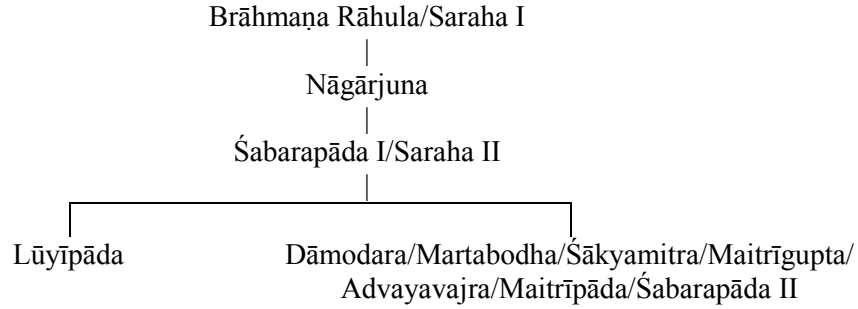 Brāhmaṇa Rāhula/Saraha I
Nāgārjuna
Śabarapāda I/Saraha II
Lūyīpāda
Dāmodara/Martabodha/Śākyamitra/Maitrīgupta/
Advayavajra/Maitrīpāda/Śabarapāda II